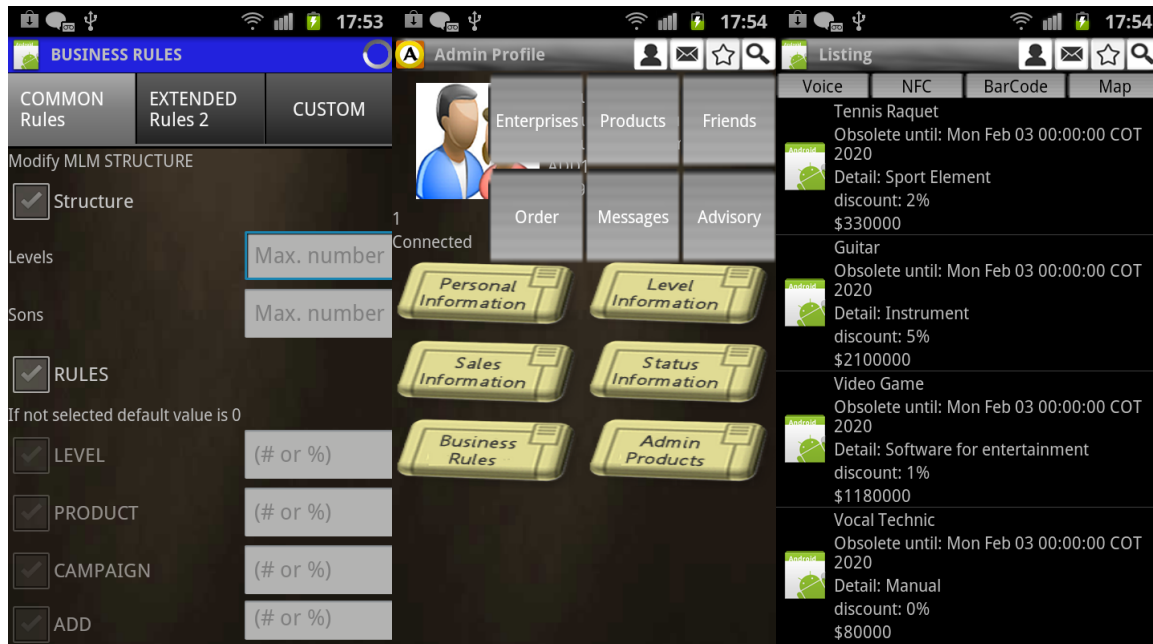 17:53
BUSINESS RULES
COMMON
Rules
EXTENDED
Rules 2
CUSTOM
Modify MLM STRUCTURE
Structure
Levels
Max. number
Sons
Max. number
RULES
If not selected default value is 0
LEVEL
(# or %)
PRODUCT
(# or %)
CAMPAIGN
(# or %)
ADD
(# or %)
17:54
A
Admin Profile
Enterprises
Products
Friends
Order
Messages
Advisory
1
Connected
Personal
Information
Level
Information
Sales
Information
Status
Information
Business
Rules
Admin
Products
17:54
Listing
Voice
NFC
BarCode
Map
Tennis Raquet
Obsolete until: Mon Feb 03 00:00:00 COT
2020
Detail: Sport Element
discount: 2%
$330000
Guitar
Obsolete until: Mon Feb 03 00:00:00 COT
2020
Detail: Instrument
discount: 5%
$2100000
Video Game
Obsolete until: Mon Feb 03 00:00:00 COT
2020
Detail: Software for entertainment
discount: 1%
$1180000
Vocal Technic
Obsolete until: Mon Feb 03 00:00:00 COT
2020
Detail: Manual
discount: 0%
$80000